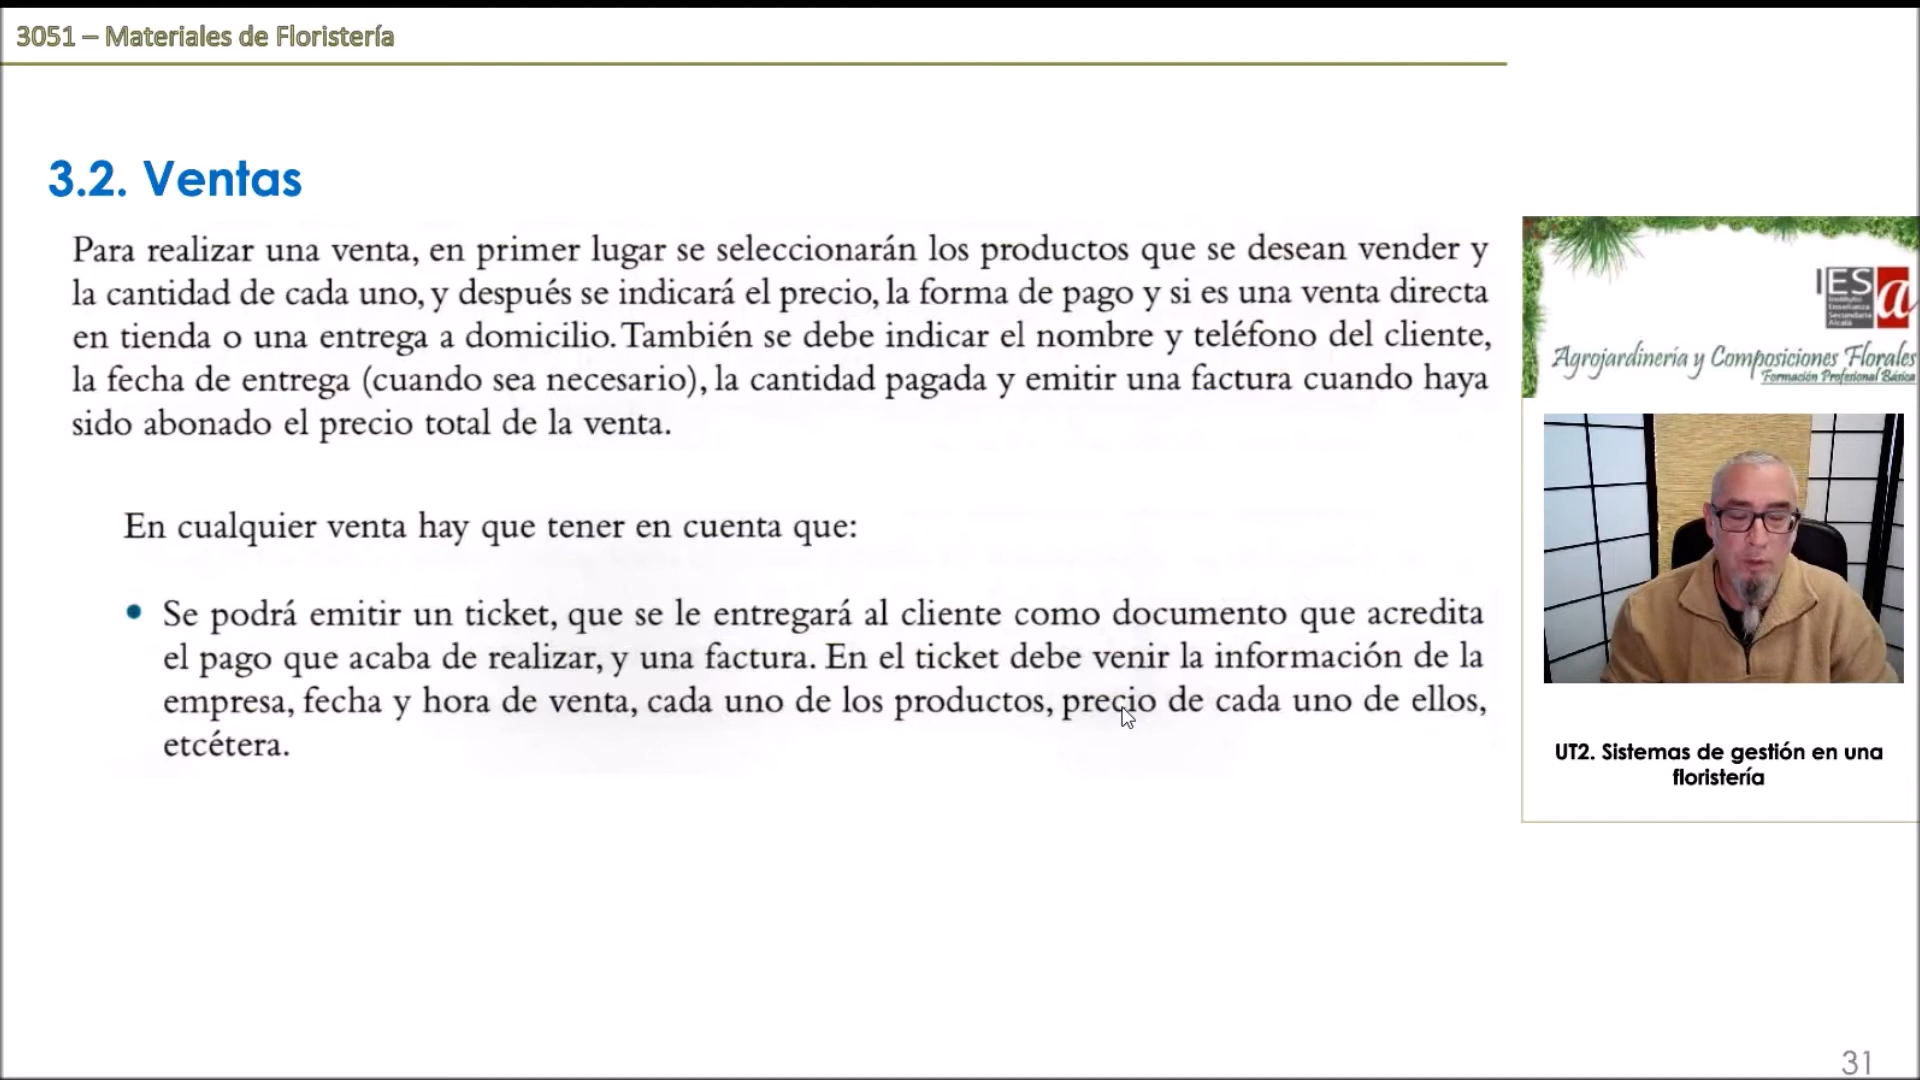 3051 – Materiales de Floristería
3.2. Ventas
Para realizar una venta, en primer lugar se seleccionarán los productos que se desean vender y
la cantidad de cada uno, y después se indicará el precio, la forma de pago y si es una venta directa
en tienda o una entrega a domicilio. También se debe indicar el nombre y teléfono del cliente,
la fecha de entrega (cuando sea necesario), la cantidad pagada y emitir una factura cuando haya
sido abonado el precio total de la venta.
En cualquier venta hay que tener en cuenta que:
• Se podrá emitir un ticket, que se le entregará al cliente como documento que acredita
el pago que acaba de realizar, y una factura. En el ticket debe venir la información de la
empresa, fecha y hora de venta, cada uno de los productos, precio de cada uno de ellos,
etcétera.
IES a
Instituto
Enseñanza
Secundaria
Alcalá
Agrojardinería y Composiciones Florales
Formación Profesional Básica
UT2. Sistemas de gestión en una
floristería
31